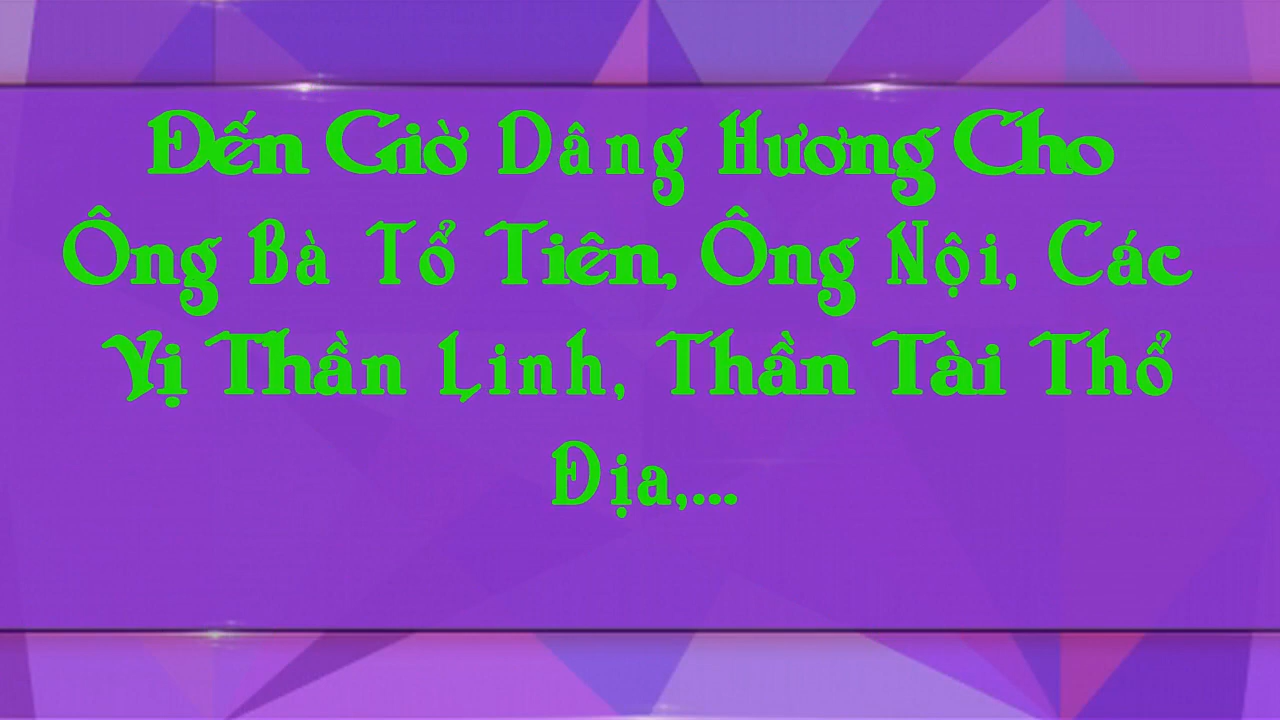 Đến Giờ Dâng Hương Cho
Ông Bà Tổ Tiên, Ông Nội, Các
Vị Thần Linh, Thần Tài Thổ
Địa,...